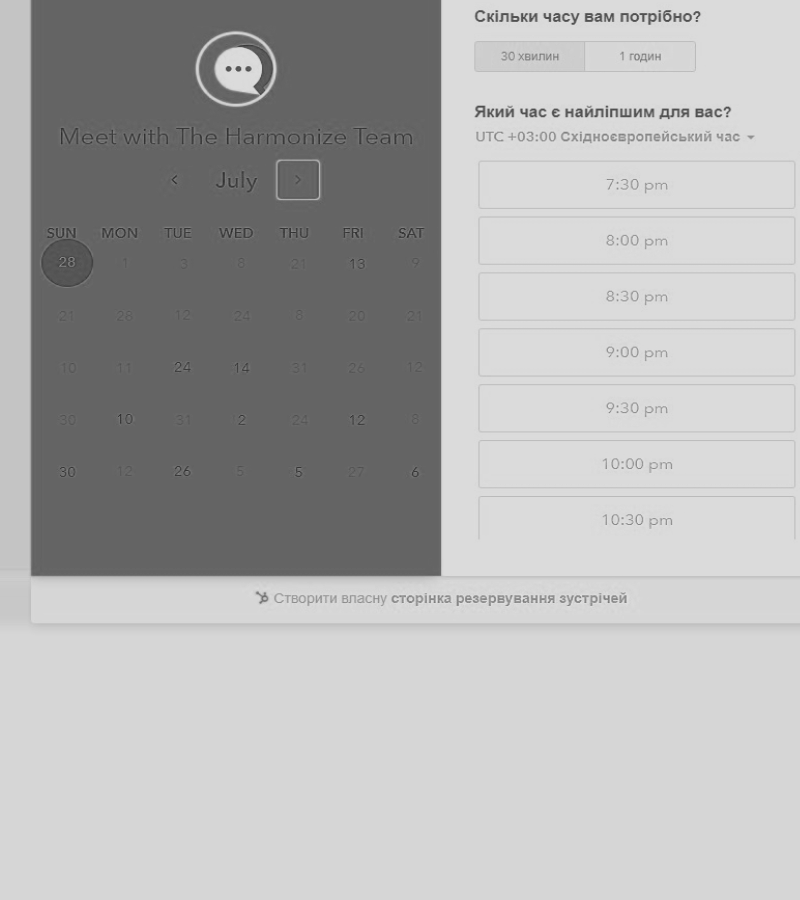 Meet with The Harmonize Team
July
SUN MON TUE WED THU FRI SAT
28 1 3 8 21 13 9
21 28 12 24 8 20 21
10 11 24 14 31 26 12
30 10 31 2 24 12 8
30 12 26 5 5 27 6
Скільки часу вам потрібно?
30 хвилин 1 годин
Який час є найліпшим для вас?
UTC +03:00 Східноєвропейський час
7:30 pm
8:00 pm
8:30 pm
9:00 pm
9:30 pm
10:00 pm
10:30 pm
Створити власну сторінка резервування зустрічей